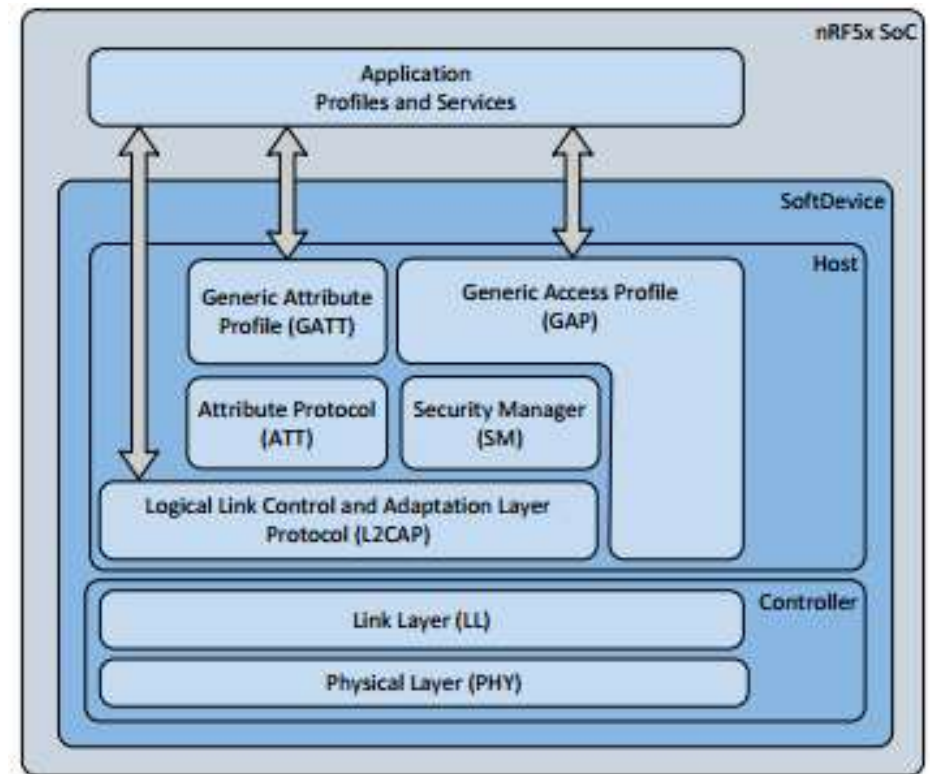 nRF5x SoC
Application
Profiles and Services
SoftDevice
Host
Generic Attribute
Profile (GATT)
Generic Access Profile
(GAP)
Attribute Protocol
(ATT)
Security Manager
(SM)
Logical Link Control and Adaptation Layer
Protocol (L2CAP)
Controller
Link Layer (LL)
Physical Layer (PHY)